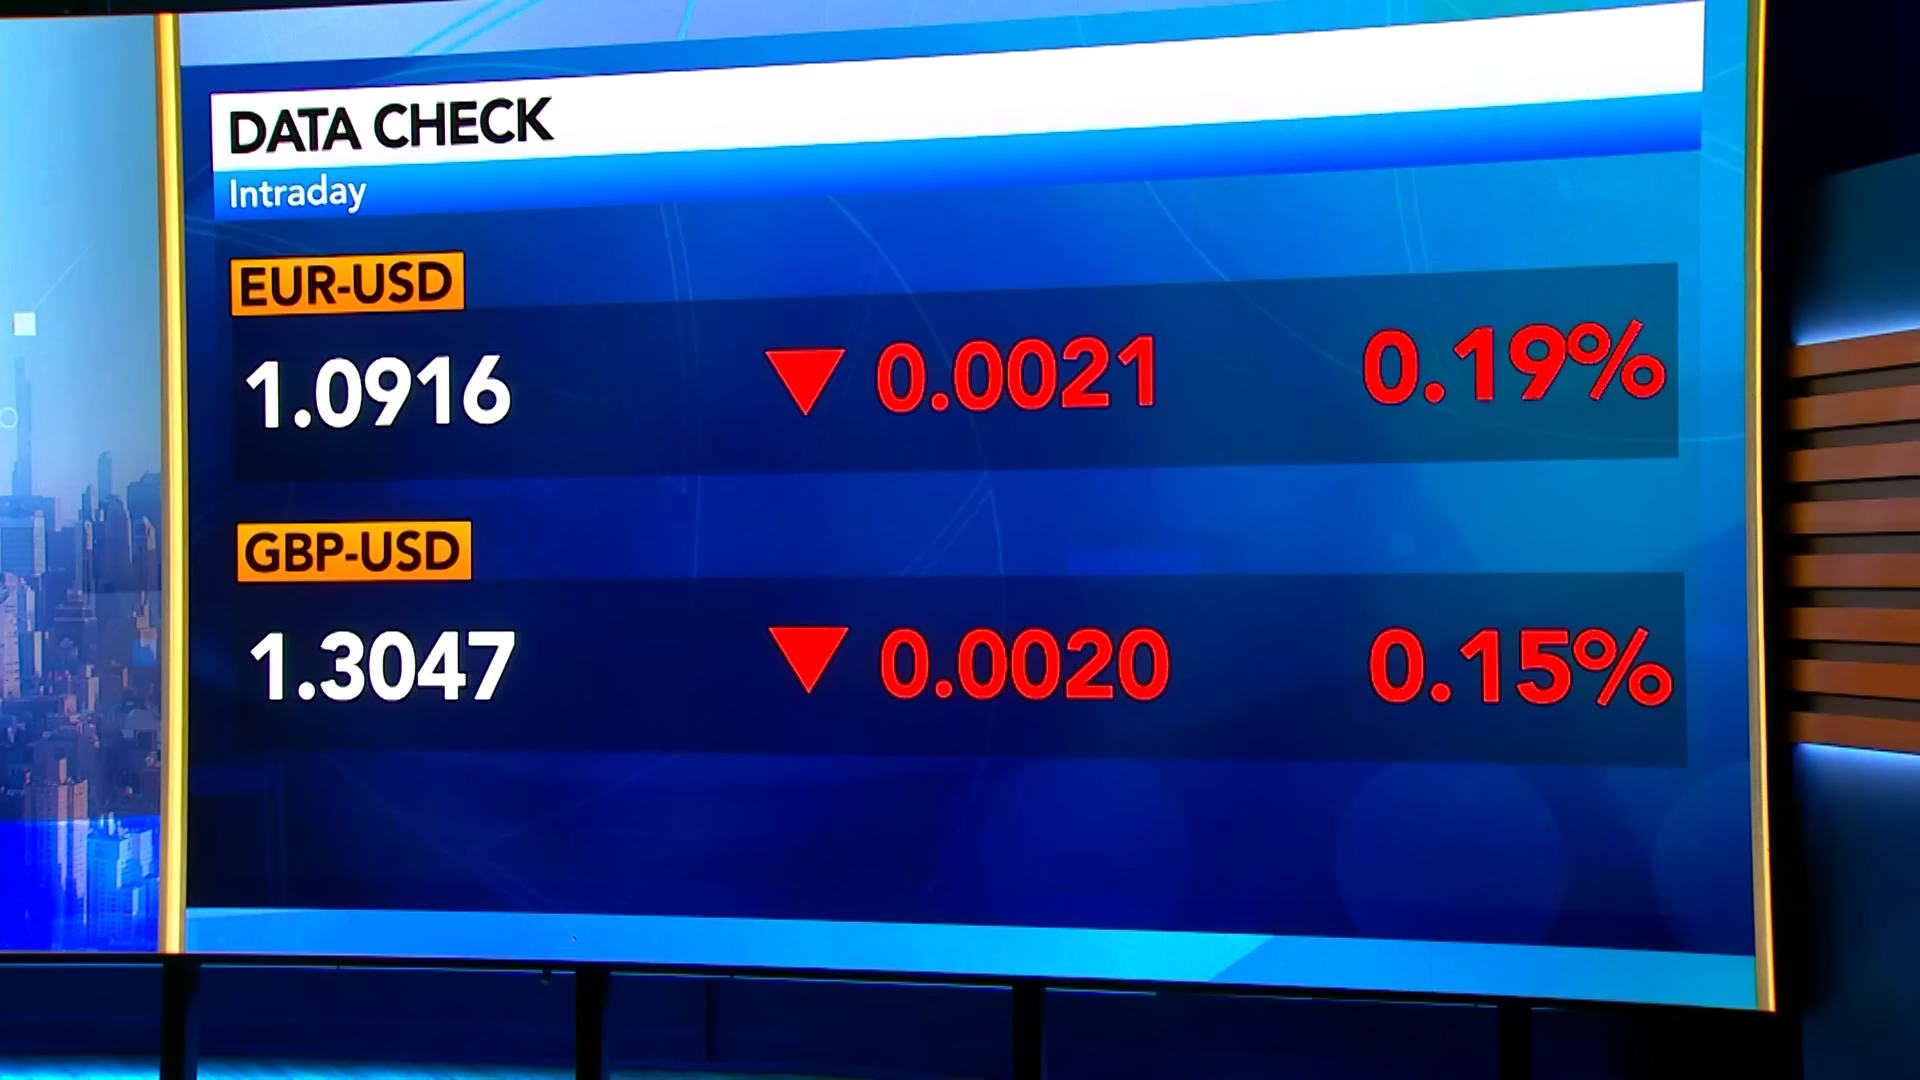 DATA CHECK
Intraday
EUR-USD
1.0916 ▼ 0.0021 0.19%
GBP-USD
1.3047 ▼ 0.0020 0.15%